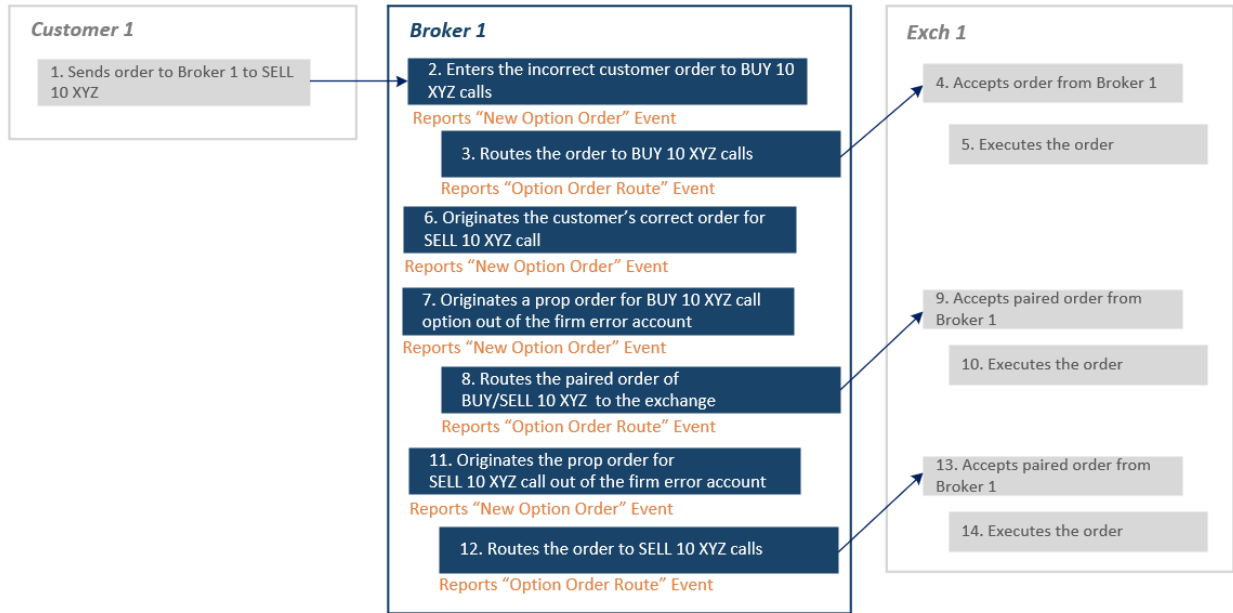 Customer 1
1. Sends order to Broker 1 to SELL
10 XYZ
Broker 1
2. Enters the incorrect customer order to BUY 10
XYZ calls
Reports “New Option Order” Event
3. Routes the order to BUY 10 XYZ calls
Reports “Option Order Route” Event
6. Originates the customer’s correct order for
SELL 10 XYZ call
Reports “New Option Order” Event
7. Originates a prop order for BUY 10 XYZ call
option out of the firm error account
Reports “New Option Order” Event
8. Routes the paired order of
BUY/SELL 10 XYZ to the exchange
Reports “Option Order Route” Event
11. Originates the prop order for
SELL 10 XYZ call out of the firm error account
Reports “New Option Order” Event
12. Routes the order to SELL 10 XYZ calls
Reports “Option Order Route” Event
Exch 1
4. Accepts order from Broker 1
5. Executes the order
9. Accepts paired order from
Broker 1
10. Executes the order
13. Accepts paired order from
Broker 1
14. Executes the order